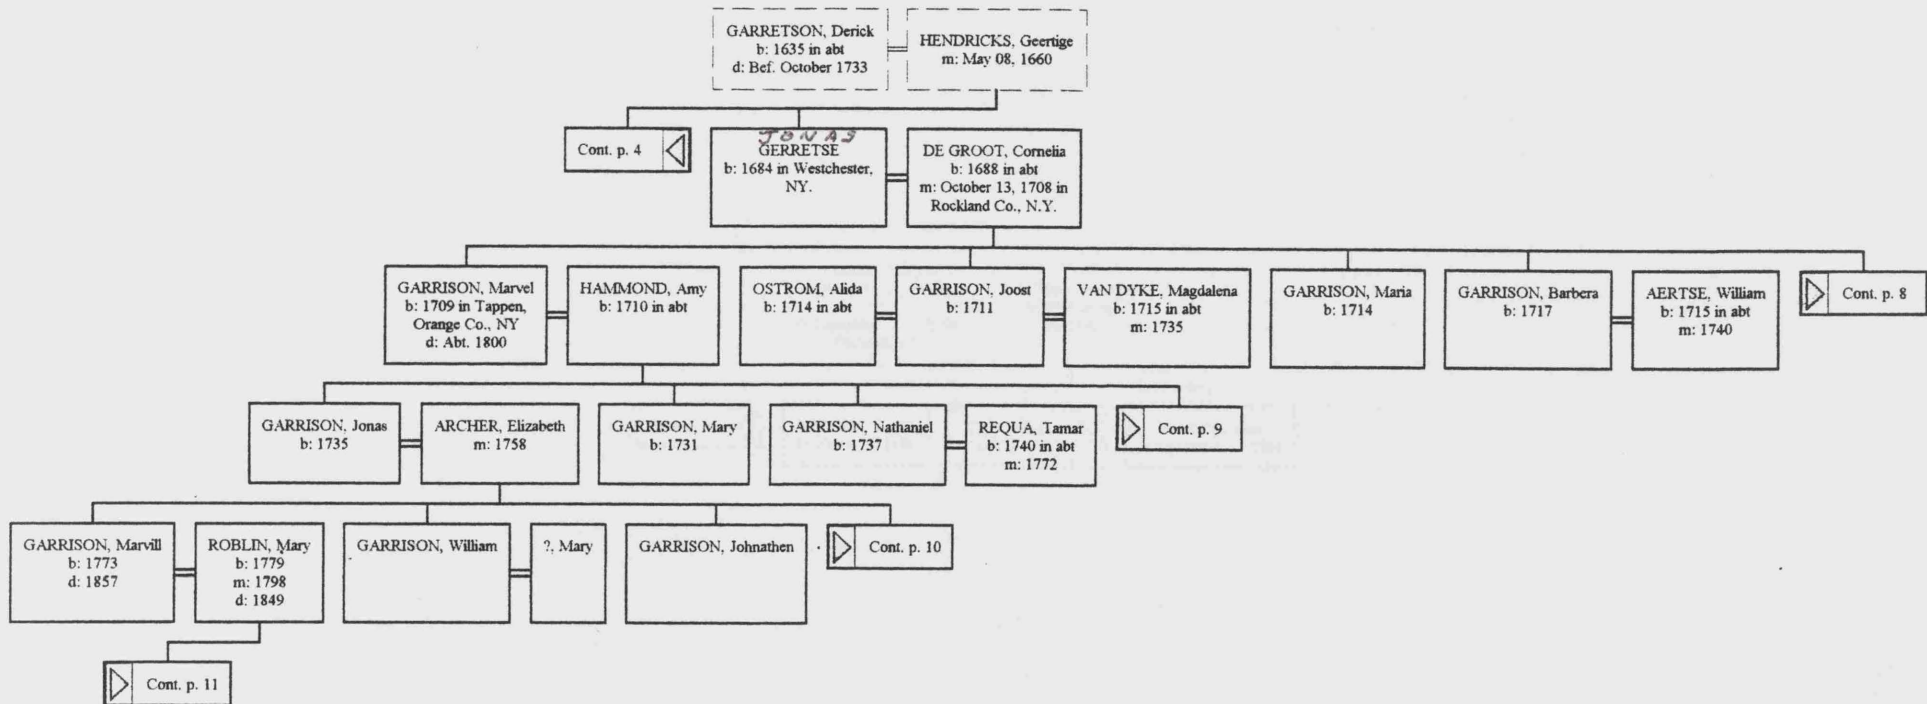 GARRETSON, Derick
b: 1635 in abt
d: Bef. October 1733
HENDRICKS, Geertige
m: May 08, 1660
Cont. p. 4
JONAS
GERRETSE
b: 1684 in Westchester,
NY.
DE GROOT, Cornelia
b: 1688 in abt
m: October 13, 1708 in
Rockland Co., N.Y.
GARRISON, Marvel
b: 1709 in Tappen,
Orange Co., NY
d: Abt. 1800
HAMMOND, Amy
b: 1710 in abt
OSTROM, Alida
b: 1714 in abt
GARRISON, Joost
b: 1711
VAN DYKE, Magdalena
b: 1715 in abt
m: 1735
GARRISON, Maria
b: 1714
GARRISON, Barbera
b: 1717
AERTSE, William
b: 1715 in abt
m: 1740
Cont. p. 8
GARRISON, Jonas
b: 1735
ARCHER, Elizabeth
m: 1758
GARRISON, Mary
b: 1731
GARRISON, Nathaniel
b: 1737
REQUA, Tamar
b: 1740 in abt
m: 1772
Cont. p. 9
GARRISON, Marvill
b: 1773
d: 1857
ROBLIN, Mary
b: 1779
m: 1798
d: 1849
GARRISON, William
?, Mary
GARRISON, Johnathen
Cont. p. 10
Cont. p. 11